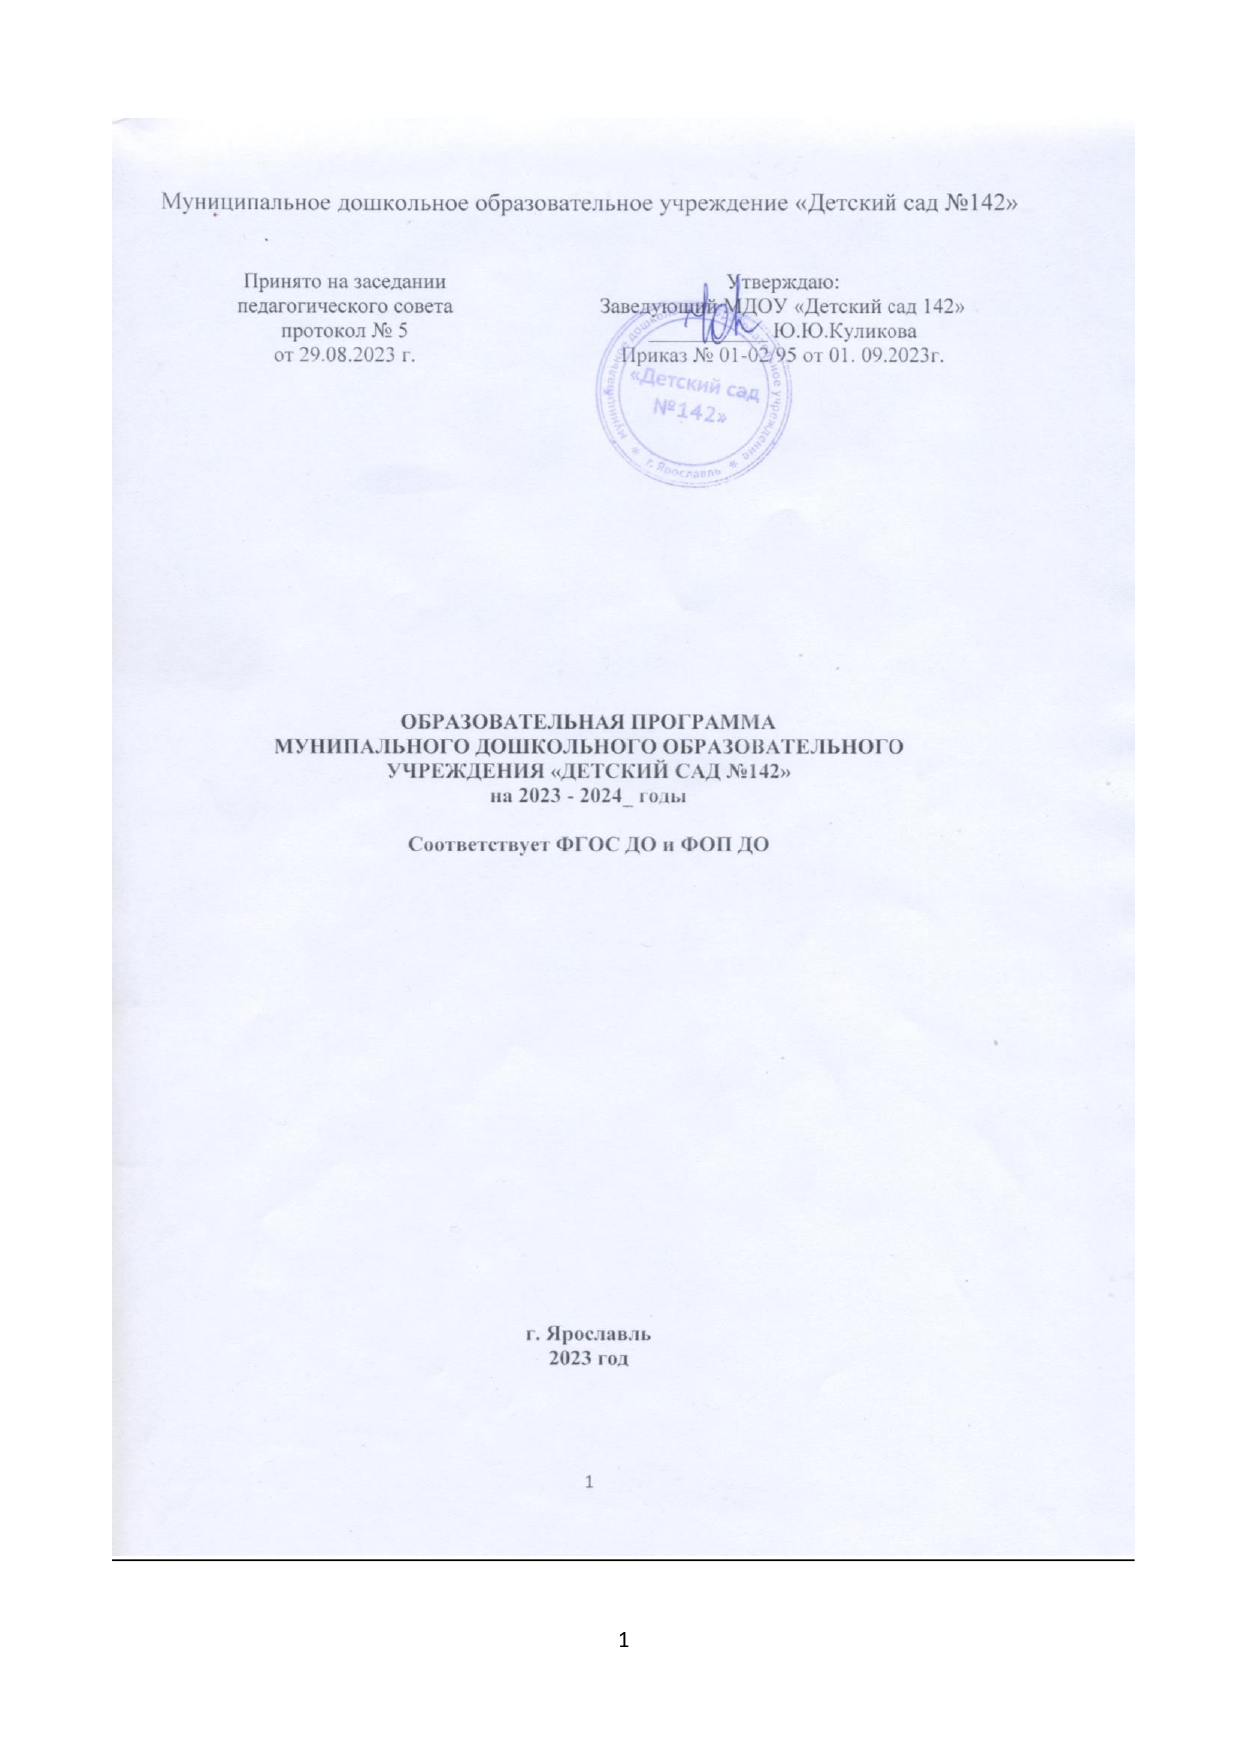 Муниципальное дошкольное образовательное учреждение «Детский сад №142»
Принято на заседании
педагогического совета
протокол № 5
от 29.08.2023 г.
Утверждаю:
Заведующий МДОУ «Детский сад 142»
Ю.Ю.Куликова
Приказ № 01-02/95 от 01. 09.2023г.
«Детский сад
№142»
г. Ярославль
ОБРАЗОВАТЕЛЬНАЯ ПРОГРАММА
МУНИПАЛЬНОГО ДОШКОЛЬНОГО ОБРАЗОВАТЕЛЬНОГО
УЧРЕЖДЕНИЯ «ДЕТСКИЙ САД №142»
на 2023 - 2024_ годы
Соответствует ФГОС ДО и ФОП ДО
г. Ярославль
2023 год
1
1